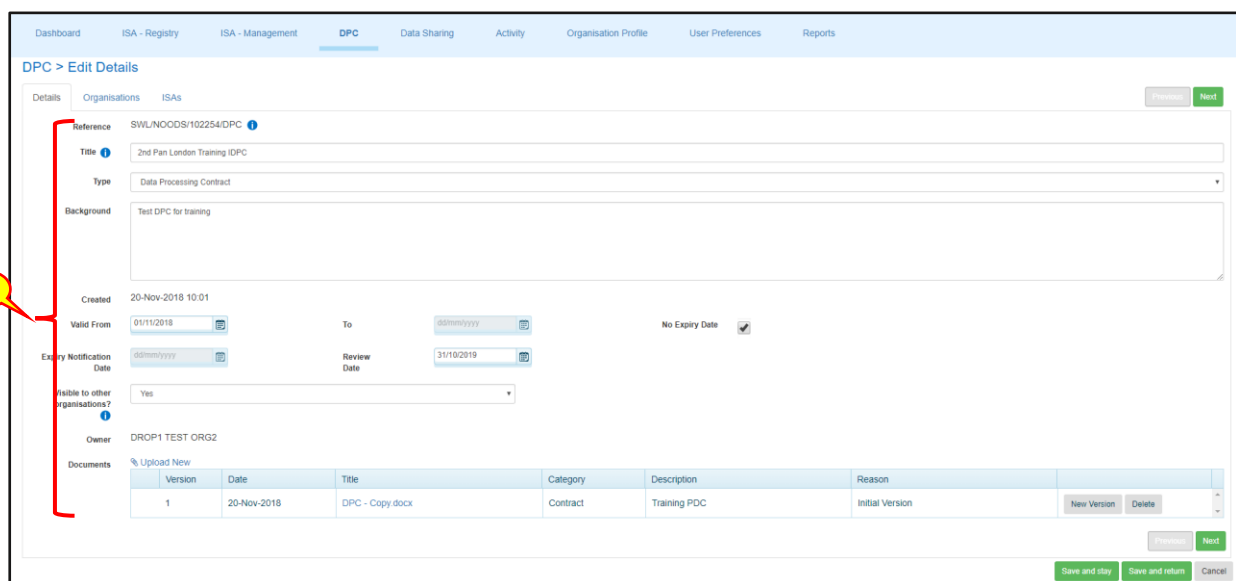 Dashboard ISA - Registry ISA - Management DPC Data Sharing Activity Organisation Profile User Preferences Reports
DPC > Edit Details
Details Organisations ISAs Previous Next
Reference SWL/NOODS/102254/DPC
Title 2nd Pan London Training IDPC
Type Data Processing Contract
Background Test DPC for training
Created 20-Nov-2018 10:01
Valid From 01/11/2018 To dd/mm/yyyy No Expiry Date
Expiry Notification Date dd/mm/yyyy Review Date 31/10/2019
Visible to other organisations? Yes
Owner DROP1 TEST ORG2
Documents Upload New
Version Date Title Category Description Reason
1 20-Nov-2018 DPC - Copy.docx Contract Training PDC Initial Version New Version Delete
Previous Next
Save and stay Save and return Cancel